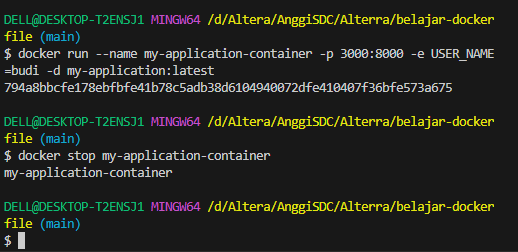 DELL@DESKTOP-T2ENSJ1 MINGW64 /d/Altera/AnggiSDC/Alterra/belajar-docker
file (main)
$ docker run --name my-application-container -p 3000:8000 -e USER_NAME
=budi -d my-application:latest
794a8bbcfe178ebfbfe41b78c5adb38d6104940072dfe410407f36bfe573a675

DELL@DESKTOP-T2ENSJ1 MINGW64 /d/Altera/AnggiSDC/Alterra/belajar-docker
file (main)
$ docker stop my-application-container
my-application-container

DELL@DESKTOP-T2ENSJ1 MINGW64 /d/Altera/AnggiSDC/Alterra/belajar-docker
file (main)
$